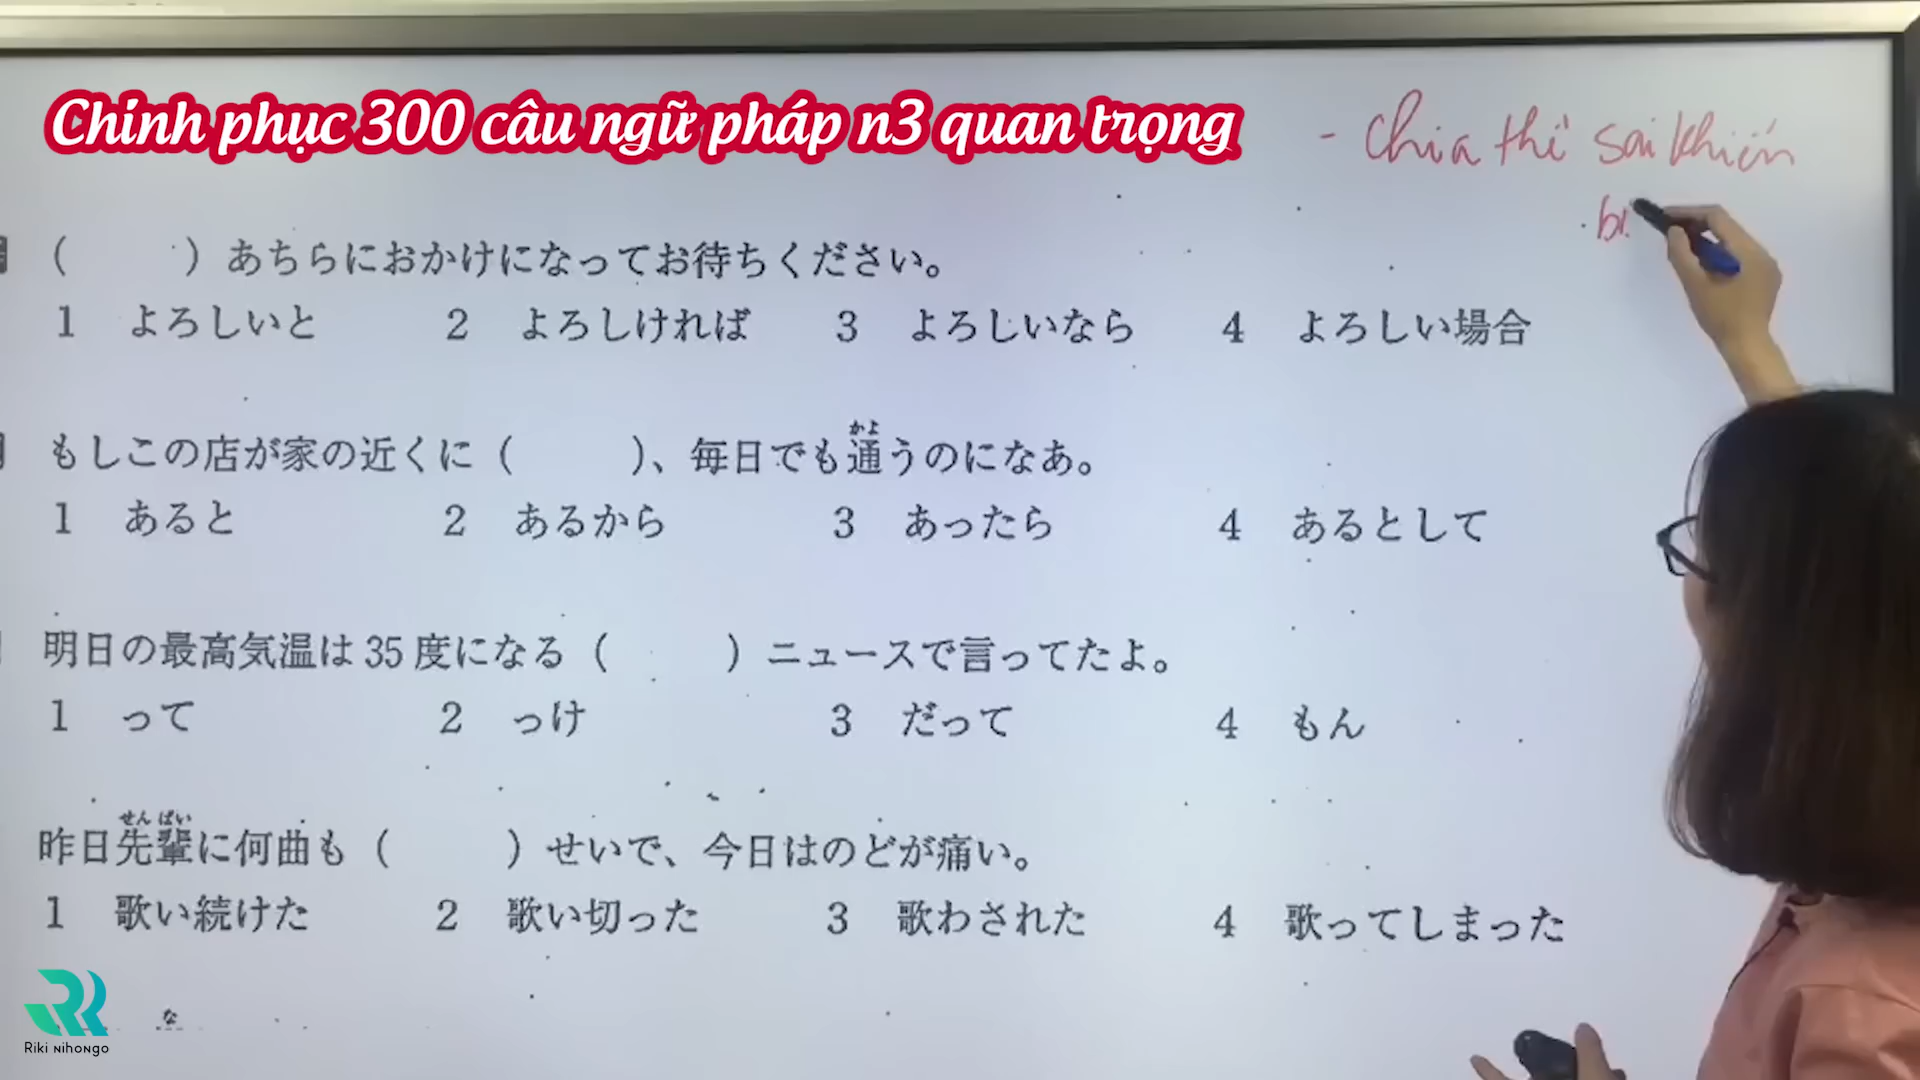 Chinh phục 300 câu ngữ pháp n3 quan trọng
- Chia thể sai khiến
bị
(　　　)あちらにおかけになってお待ちください。
1　よろしいと　2　よろしければ　3　よろしいなら　4　よろしい場合
もしこの店が家の近くに(　　　)、毎日でも通うのになあ。
かよ
1　あると　2　あるから　3　あったら　4　あるとして
明日の最高気温は35度になる(　　　)ニュースで言ってたよ。
1　って　2　っけ　3　だって　4　もん
せんぱい
昨日先輩に何曲も(　　　)せいで、今日はのどが痛い。
1　歌い続けた　2　歌い切った　3　歌わされた　4　歌ってしまった
な
Riki Nihongo